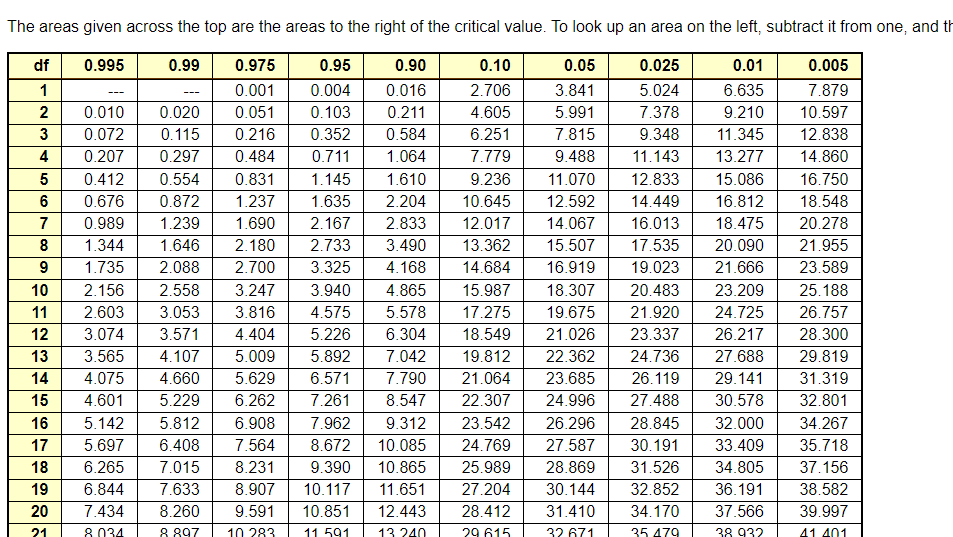 The areas given across the top are the areas to the right of the critical value. To look up an area on the left, subtract it from one, and
df 0.995 0.99 0.975 0.95 0.90 0.10 0.05 0.025 0.01 0.005
1 --- --- 0.001 0.004 0.016 2.706 3.841 5.024 6.635 7.879
2 0.010 0.020 0.051 0.103 0.211 4.605 5.991 7.378 9.210 10.597
3 0.072 0.115 0.216 0.352 0.584 6.251 7.815 9.348 11.345 12.838
4 0.207 0.297 0.484 0.711 1.064 7.779 9.488 11.143 13.277 14.860
5 0.412 0.554 0.831 1.145 1.610 9.236 11.070 12.833 15.086 16.750
6 0.676 0.872 1.237 1.635 2.204 10.645 12.592 14.449 16.812 18.548
7 0.989 1.239 1.690 2.167 2.833 12.017 14.067 16.013 18.475 20.278
8 1.344 1.646 2.180 2.733 3.490 13.362 15.507 17.535 20.090 21.955
9 1.735 2.088 2.700 3.325 4.168 14.684 16.919 19.023 21.666 23.589
10 2.156 2.558 3.247 3.940 4.865 15.987 18.307 20.483 23.209 25.188
11 2.603 3.053 3.816 4.575 5.578 17.275 19.675 21.920 24.725 26.757
12 3.074 3.571 4.404 5.226 6.304 18.549 21.026 23.337 26.217 28.300
13 3.565 4.107 5.009 5.892 7.042 19.812 22.362 24.736 27.688 29.819
14 4.075 4.660 5.629 6.571 7.790 21.064 23.685 26.119 29.141 31.319
15 4.601 5.229 6.262 7.261 8.547 22.307 24.996 27.488 30.578 32.801
16 5.142 5.812 6.908 7.962 9.312 23.542 26.296 28.845 32.000 34.267
17 5.697 6.408 7.564 8.672 10.085 24.769 27.587 30.191 33.409 35.718
18 6.265 7.015 8.231 9.390 10.865 25.989 28.869 31.526 34.805 37.156
19 6.844 7.633 8.907 10.117 11.651 27.204 30.144 32.852 36.191 38.582
20 7.434 8.260 9.591 10.851 12.443 28.412 31.410 34.170 37.566 39.997
21 8.034 8.897 10.283 11.591 13.240 29.615 32.671 35.479 38.932 41.401